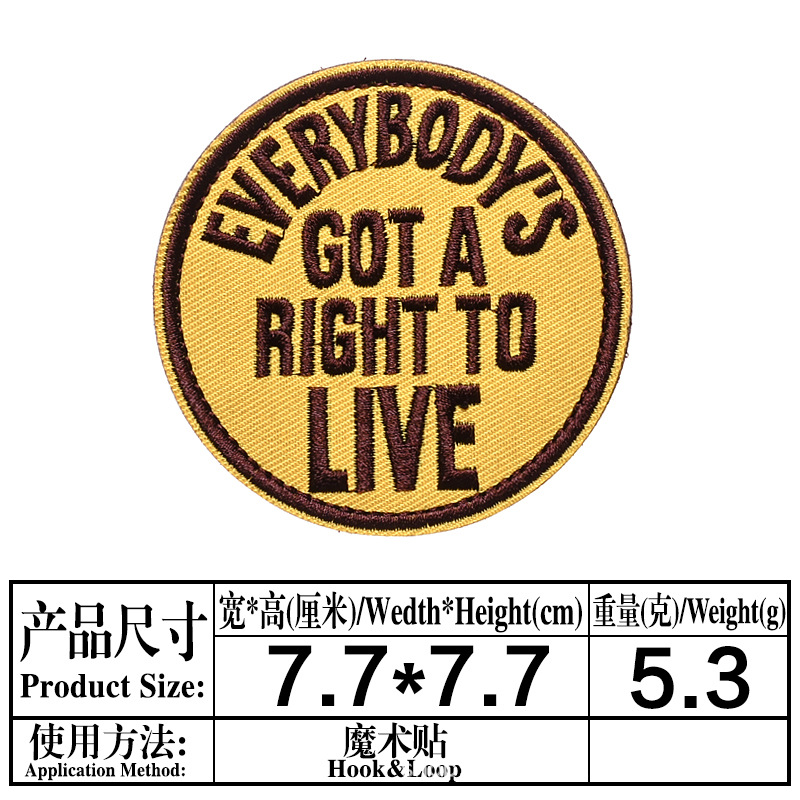 EVERYBODY'S
GOT A
RIGHT TO
LIVE
产品尺寸
Product Size:
宽*高(厘米)/Wedth*Height(cm)
重量(克)/Weight(g)
7.7*7.7
5.3
使用方法:
Application Method:
魔术贴
Hook&Loop